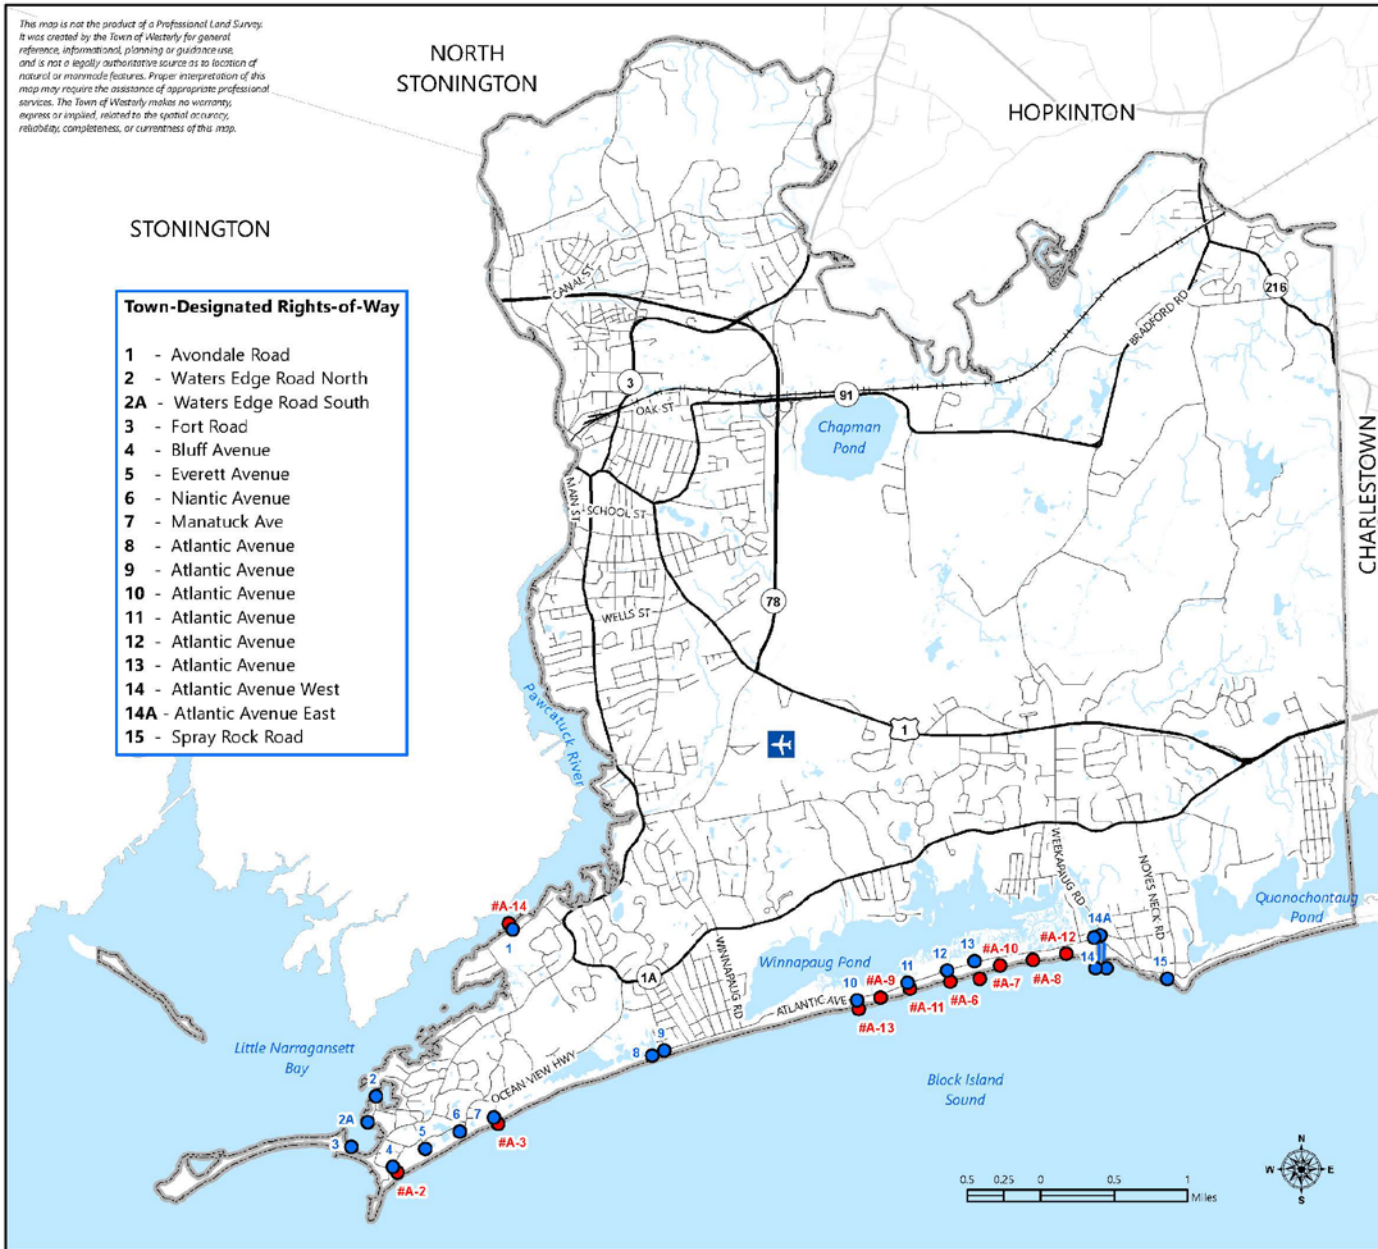 This map is not the product of a Professional Land Survey.
It was created by the Town of Westerly for general
reference, informational, planning or guidance use,
and is not a legally authoritative source as to location of
natural or manmade features. Proper interpretation of this
map may require the assistance of appropriate professional
services. The Town of Westerly makes no warranty,
express or implied, related to the spatial accuracy,
reliability, completeness, or currentness of this map.
NORTH
STONINGTON
HOPKINTON
STONINGTON
CHARLESTOWN
Town-Designated Rights-of-Way
1 - Avondale Road
2 - Waters Edge Road North
2A - Waters Edge Road South
3 - Fort Road
4 - Bluff Avenue
5 - Everett Avenue
6 - Niantic Avenue
7 - Manatuck Ave
8 - Atlantic Avenue
9 - Atlantic Avenue
10 - Atlantic Avenue
11 - Atlantic Avenue
12 - Atlantic Avenue
13 - Atlantic Avenue
14 - Atlantic Avenue West
14A - Atlantic Avenue East
15 - Spray Rock Road
CANAL ST
216
BRADFORD RD
3
91
OAK ST
Chapman
Pond
MAIN ST
SCHOOL ST
78
WELLS ST
Pawcatuck River
1
WEEKAPAUG RD
NOYES NECK RD
Quonochontaug
Pond
#A-14
1
14A
#A-12
#A-10
13
12
Winnapaug Pond
WINNAPAUG RD
1A
11
#A-9
10
14
15
#A-8
#A-7
#A-6
#A-11
ATLANTIC AVE
#A-13
9
8
Little Narragansett
Bay
OCEAN VIEW HWY
Block Island
Sound
2
2A
3
7
6
5
4
#A-3
#A-2
N
W
E
S
0.5 0.25 0 0.5 1
Miles